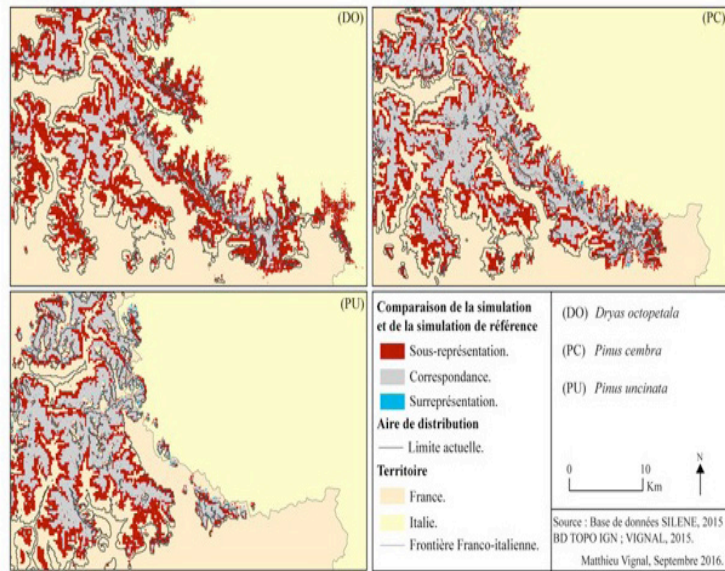 (DO)
(PC)
(PU)
Comparaison de la simulation
et de la simulation de référence
Sous-représentation.
Correspondance.
Surreprésentation.
Aire de distribution
Limite actuelle.
Territoire
France.
Italie.
Frontière Franco-italienne.
(DO) Dryas octopetala
(PC) Pinus cembra
(PU) Pinus uncinata
0 10
Km
N
Source : Base de données SILENE, 2015
BD TOPO IGN ; VIGNAL, 2015.
Matthieu Vignal, Septembre 2016.